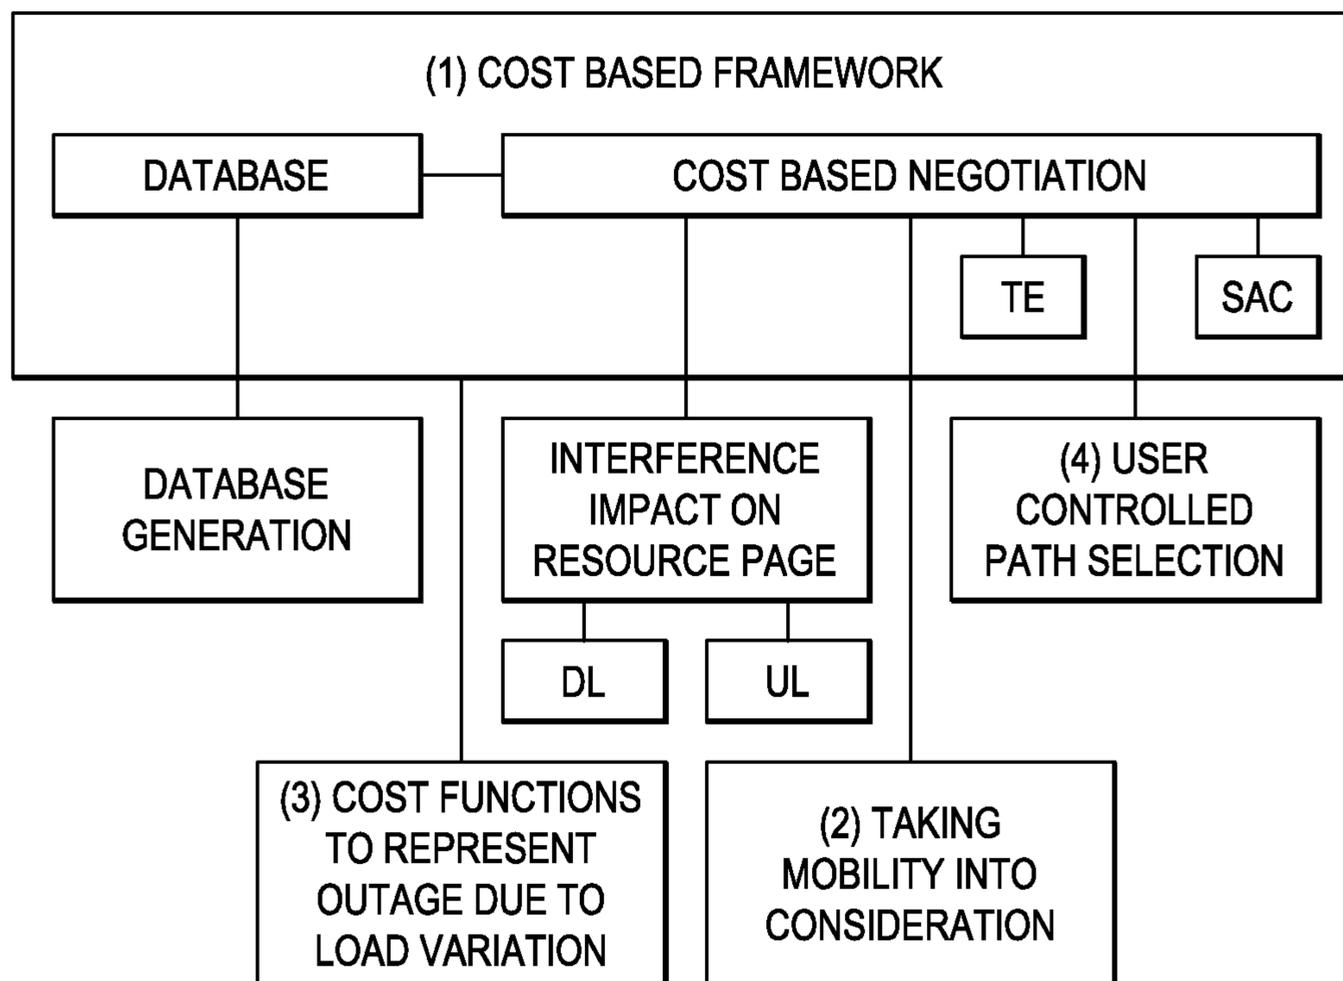 (1) COST BASED FRAMEWORK
DATABASE
COST BASED NEGOTIATION
TE
SAC
DATABASE
GENERATION
INTERFERENCE
IMPACT ON
RESOURCE PAGE
(4) USER
CONTROLLED
PATH SELECTION
DL
UL
(3) COST FUNCTIONS
TO REPRESENT
OUTAGE DUE TO
LOAD VARIATION
(2) TAKING
MOBILITY INTO
CONSIDERATION